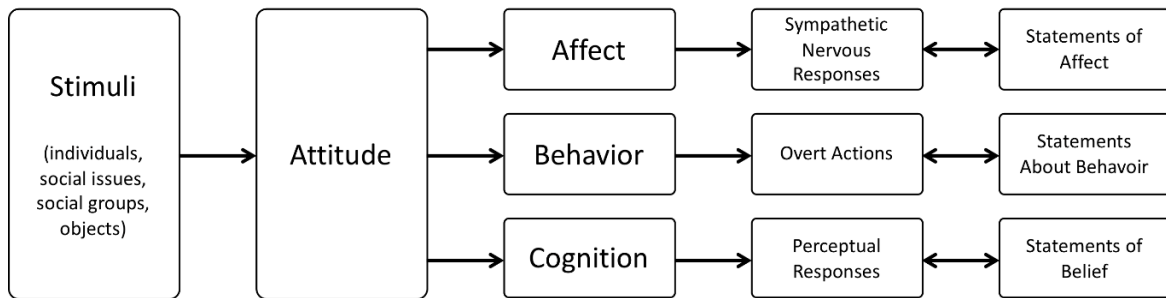 Stimuli
(individuals,
social issues,
social groups,
objects)
Attitude
Affect
Sympathetic
Nervous
Responses
Statements of
Affect
Behavior
Overt Actions
Statements
About Behavoir
Cognition
Perceptual
Responses
Statements of
Belief